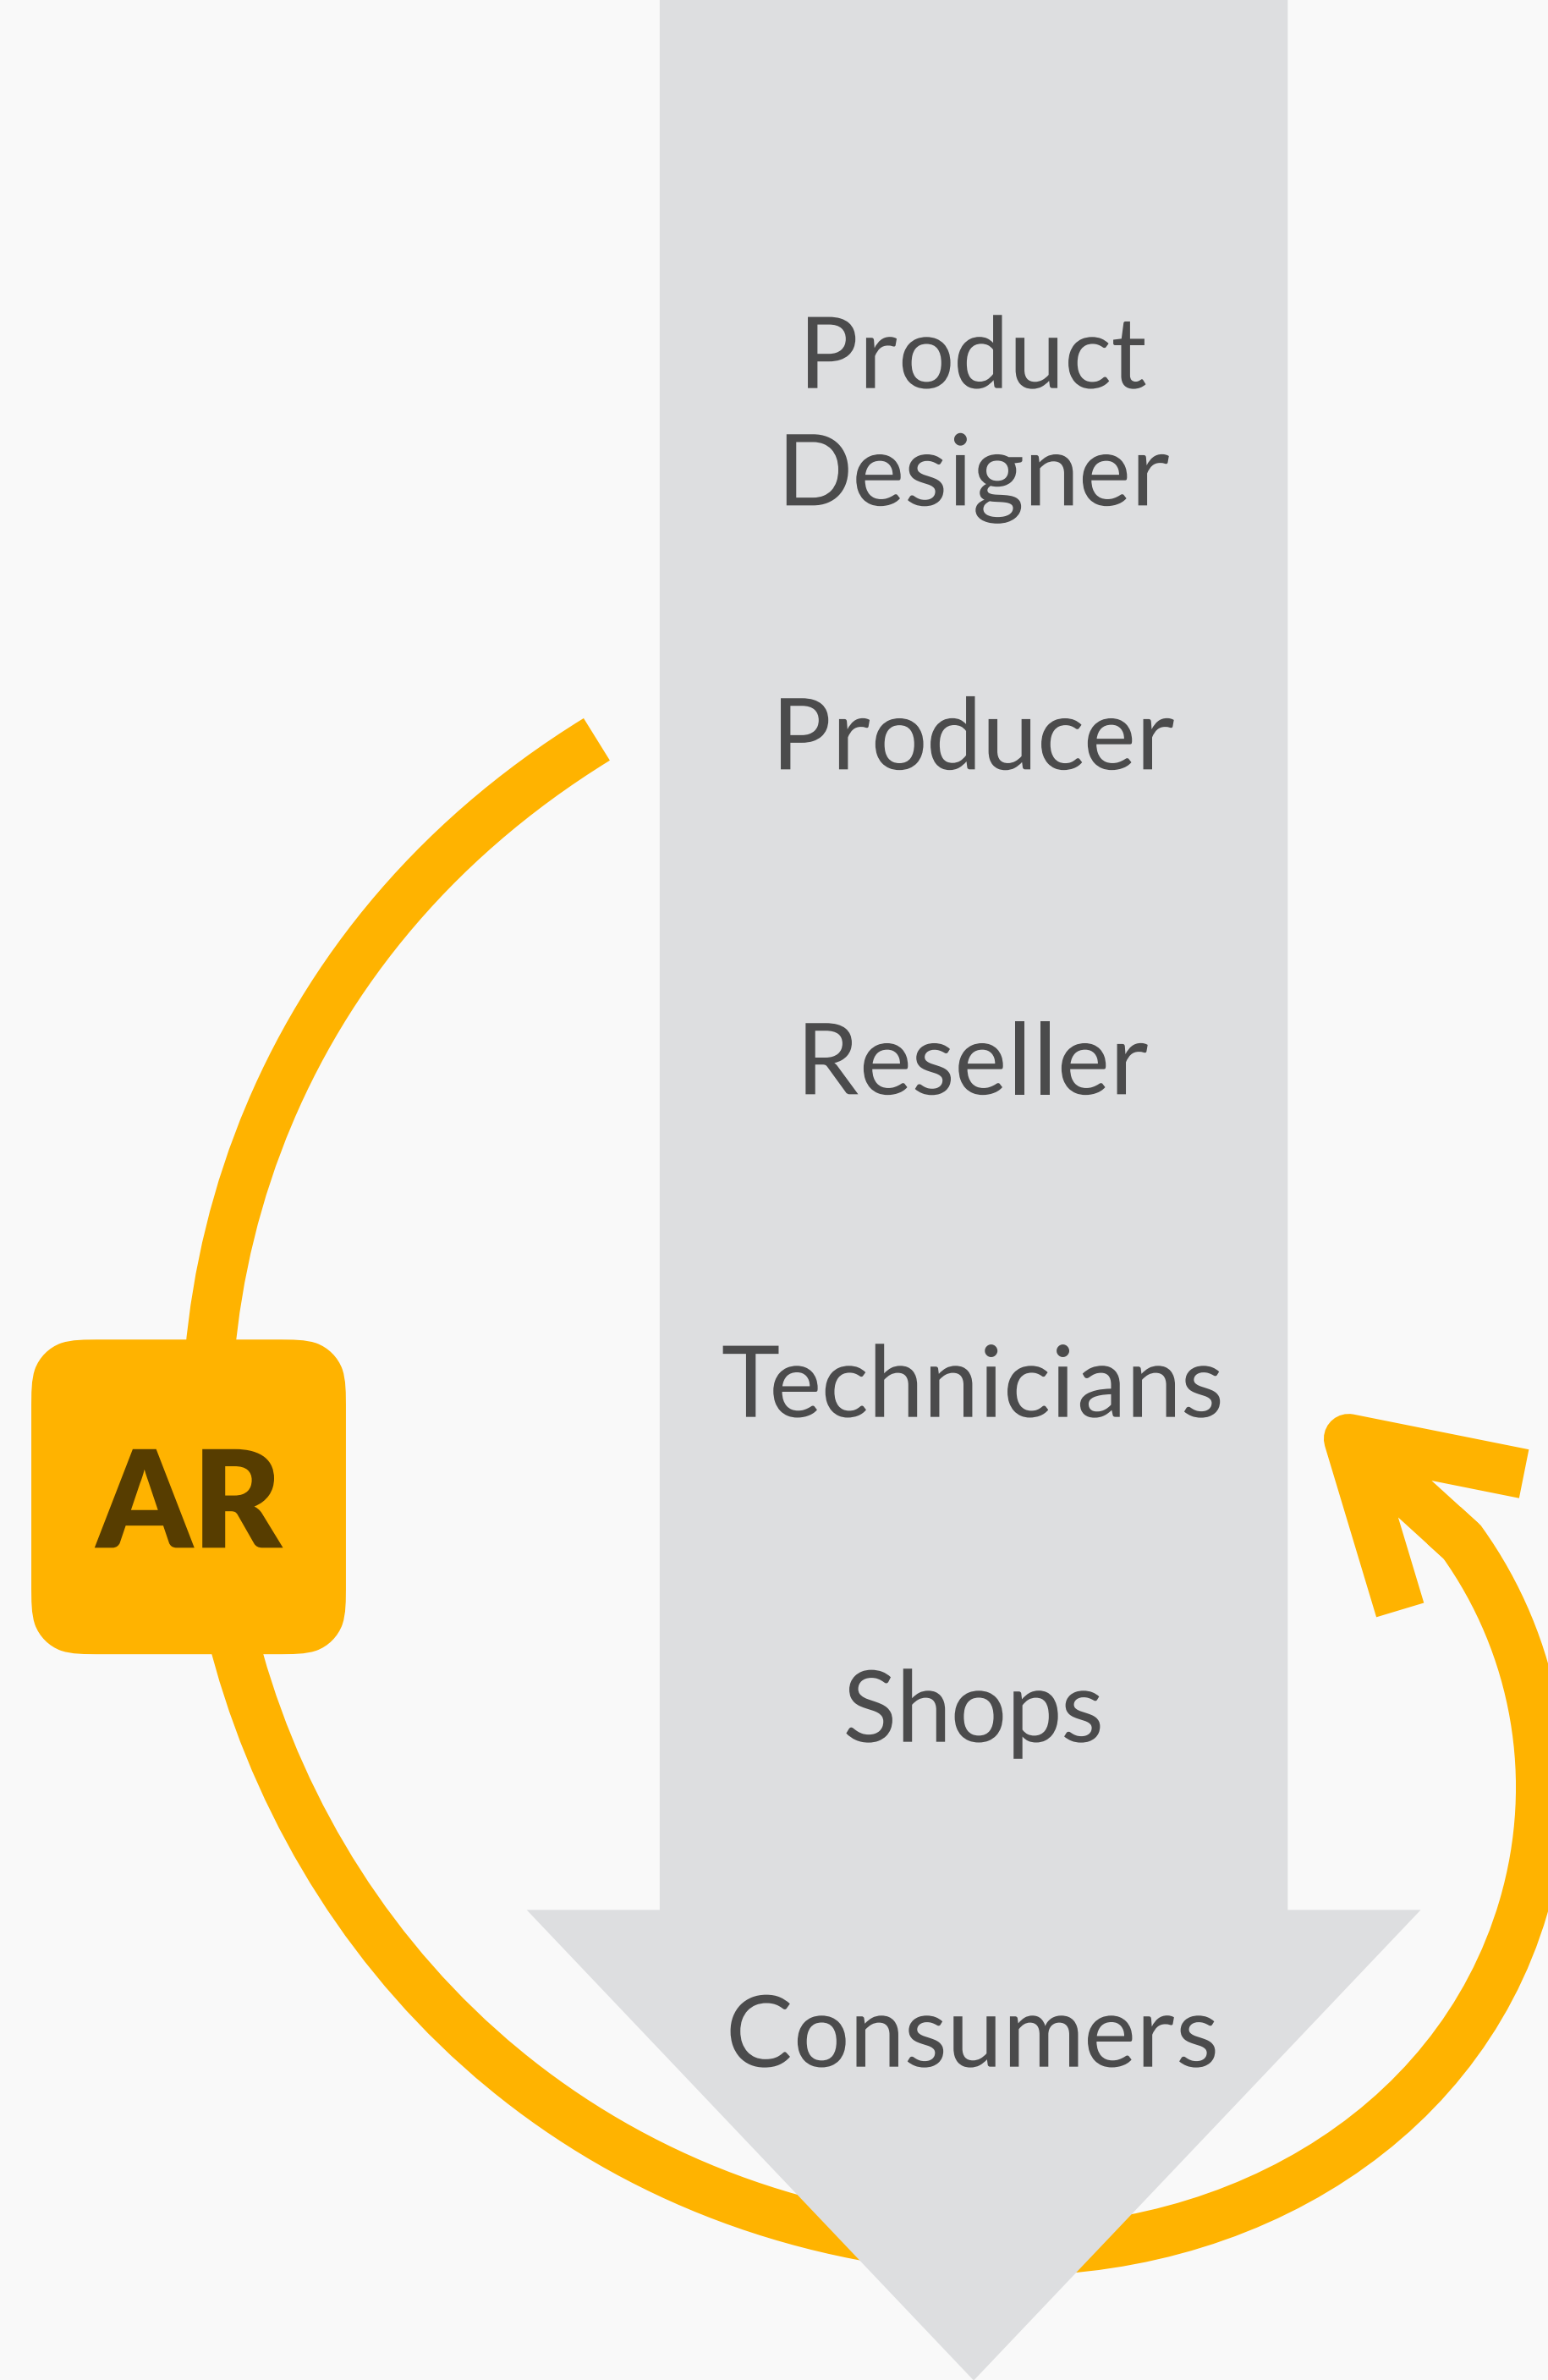 Product
Designer
Producer
Reseller
Technicians
AR
Shops
Consumers